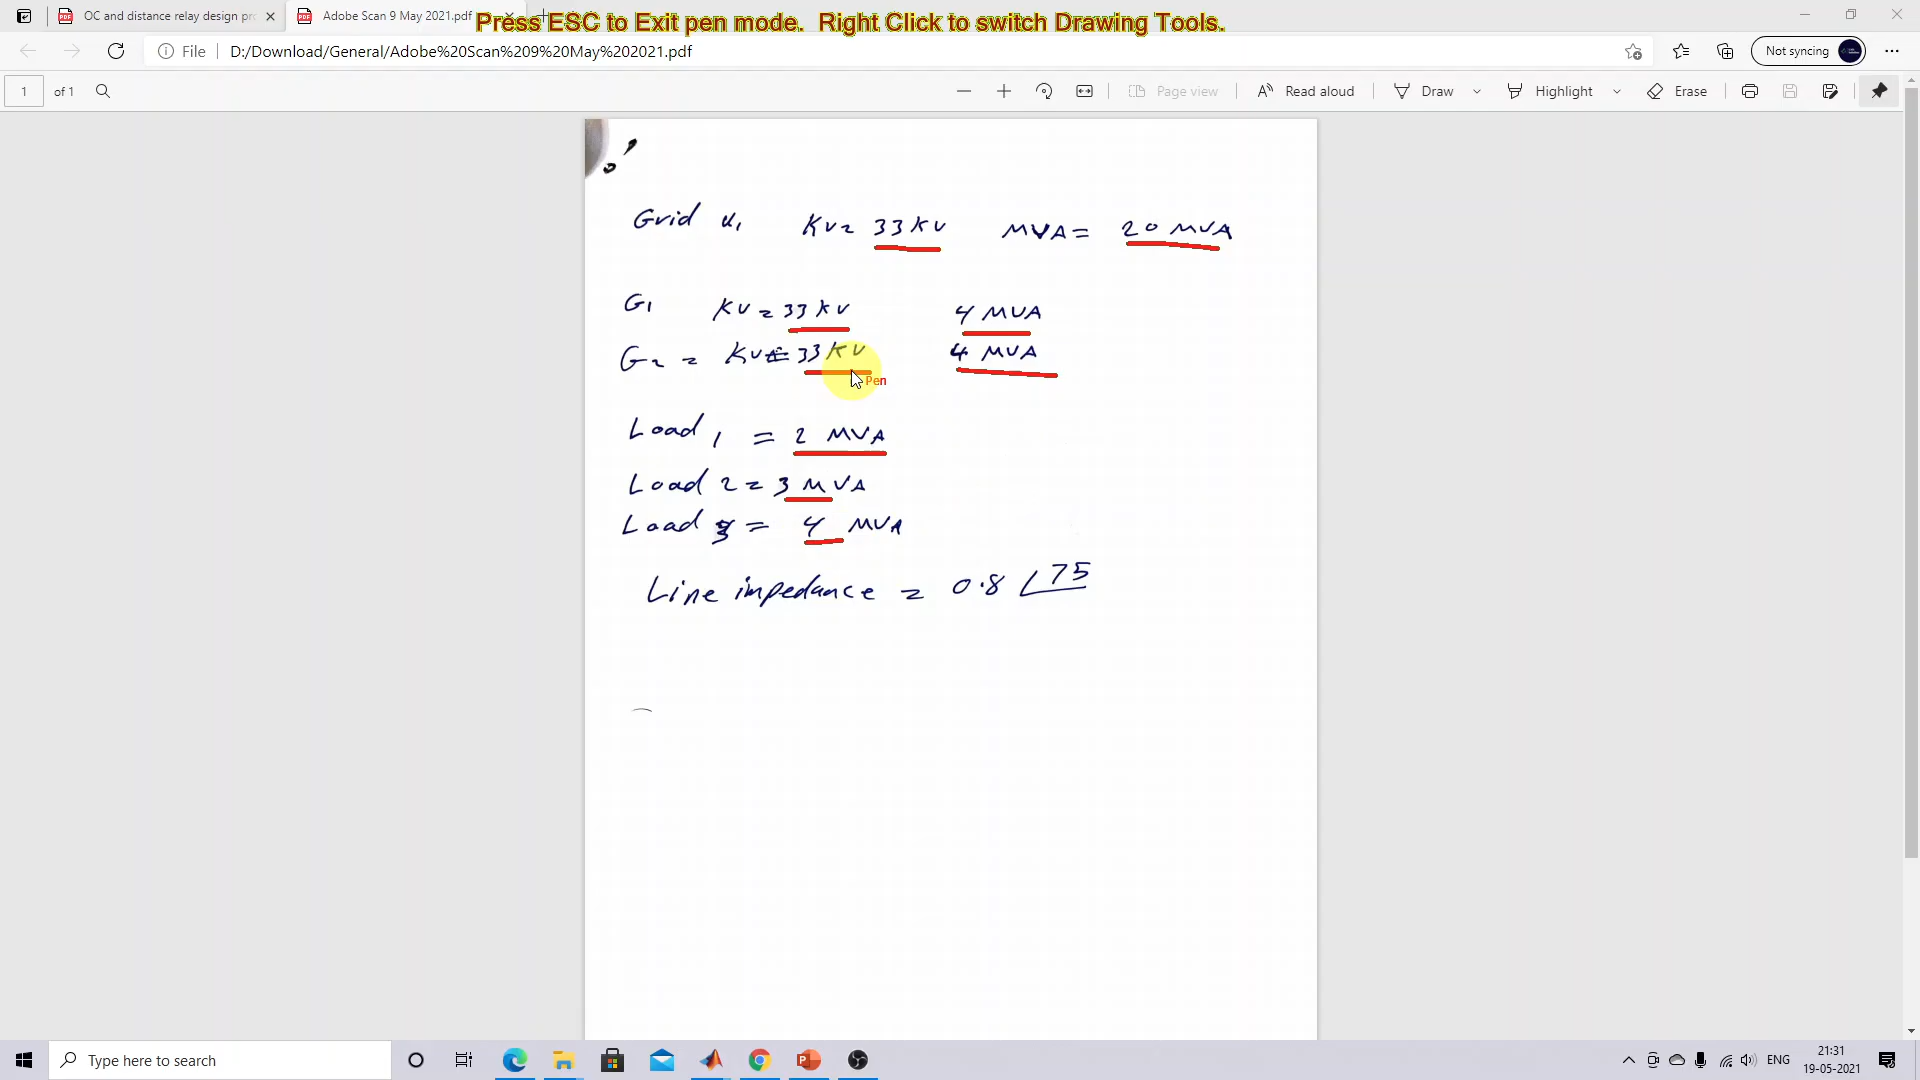 OC and distance relay design pr
Adobe Scan 9 May 2021.pdf
Press ESC to Exit pen mode. Right Click to switch Drawing Tools.
File
D:/Download/General/Adobe%20Scan%209%20May%202021.pdf
Not syncing
1 of 1
Page view
Read aloud
Draw
Highlight
Erase
Grid U1 KV= 33KV MVA= 20 MVA
G1 KV = 33 KV 4 MVA
G2 = KV = 33 KV 4 MVA
Pen
Load 1 = 2 MVA
Load 2 = 3 MVA
Load 3 = 4 MVA
Line impedance = 0.8 ∠75
Type here to search
ENG
21:31
19-05-2021